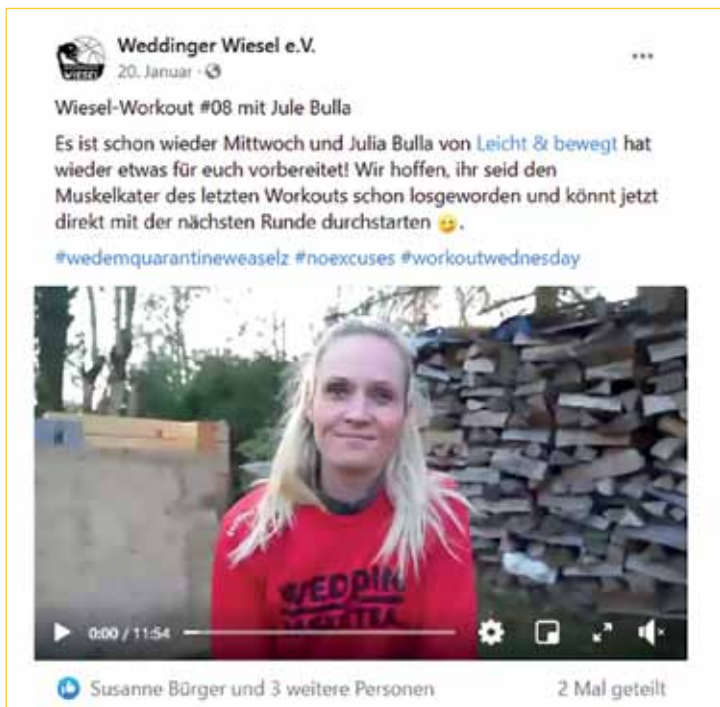 Weddinger Wiesel e.V.
20. Januar ·
WIESEL
Wiesel-Workout #08 mit Jule Bulla
Es ist schon wieder Mittwoch und Julia Bulla von Leicht & bewegt hat
wieder etwas für euch vorbereitet! Wir hoffen, ihr seid den
Muskelkater des letzten Workouts schon losgeworden und könnt jetzt
direkt mit der nächsten Runde durchstarten 😉.
#wedemquarantineweaselz #noexcuses #workoutwednesday
0:00 / 11:54
Susanne Bürger und 3 weitere Personen
2 Mal geteilt